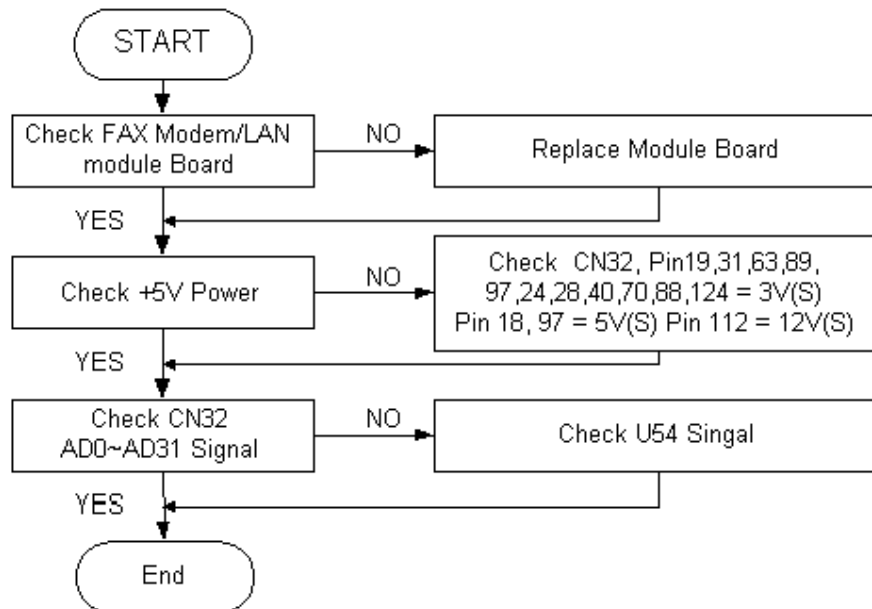 START
Check FAX Modem/LAN
module Board
NO
Replace Module Board
YES
Check +5V Power
NO
Check CN32, Pin19,31,63,89,
97,24,28,40,70,88,124 = 3V(S)
Pin 18, 97 = 5V(S) Pin 112 = 12V(S)
YES
Check CN32
AD0~AD31 Signal
NO
Check U54 Singal
YES
End